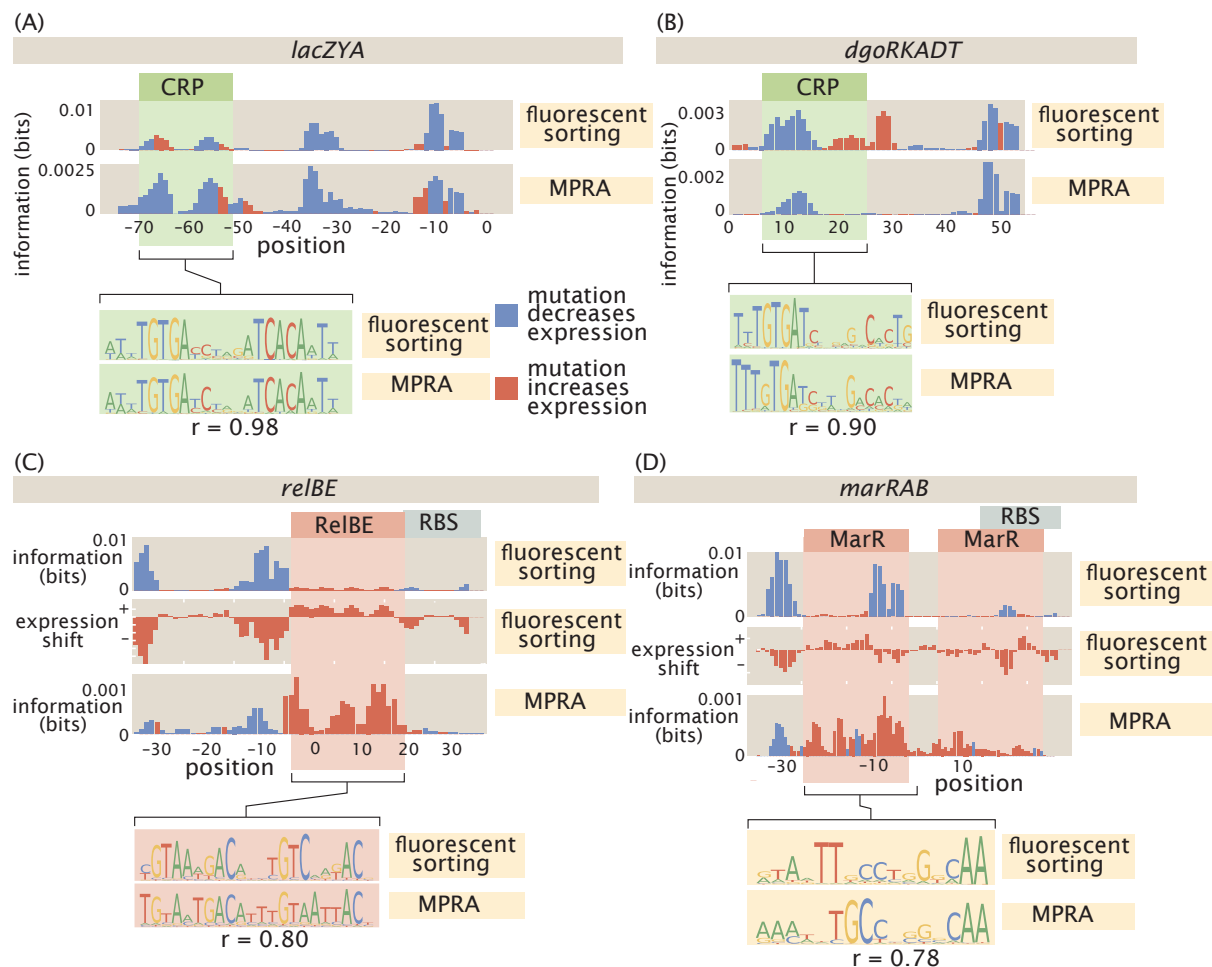 (A)
lacZYA
CRP
0.01
0
fluorescent
sorting
0.0025
0
MPRA
information (bits)
−70 −60 −50 −40 −30 −20 −10 0
position
fluorescent
sorting
MPRA
r = 0.98
mutation
decreases
expression
mutation
increases
expression
(B)
dgoRKADT
CRP
0.003
0
fluorescent
sorting
0.002
0
MPRA
information (bits)
0 10 20 30 40 50
position
fluorescent
sorting
MPRA
r = 0.90
(C)
relBE
RelBE
RBS
information
(bits)
0.01
0
fluorescent
sorting
expression
shift
+
−
fluorescent
sorting
information
(bits)
0.001
0
MPRA
−30 −20 −10 0 10 20 30
position
fluorescent
sorting
MPRA
r = 0.80
(D)
marRAB
RBS
MarR
MarR
information
(bits)
0.01
0
fluorescent
sorting
expression
shift
+
−
fluorescent
sorting
information
(bits)
0.001
0
MPRA
−30 −10 10
position
fluorescent
sorting
MPRA
r = 0.78